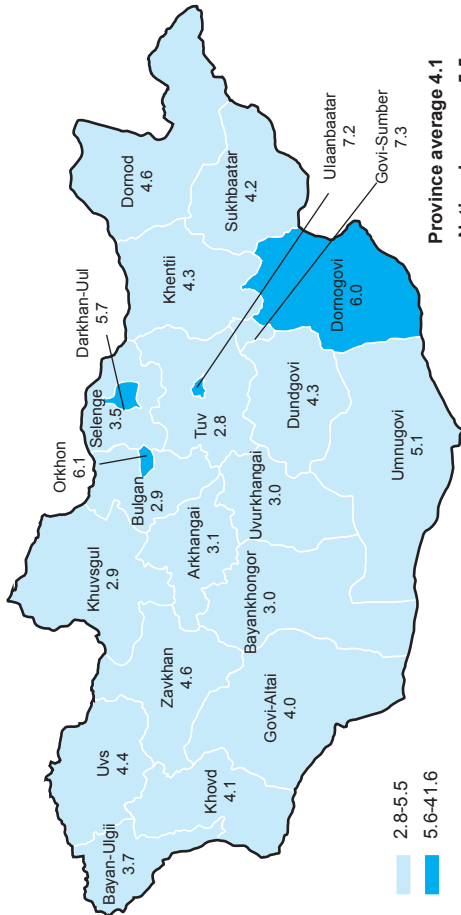 Bayan-Ulgii
3.7
Uvs
4.4
Khovd
4.1
Zavkhan
4.6
Govi-Altai
4.0
Khuvsgul
2.9
Bayankhongor
3.0
Arkhangai
3.1
Bulgan
2.9
Orkhon
6.1
Uvurkhangai
3.0
Selenge
3.5
Darkhan-Uul
5.7
Tuv
2.8
Umnugovi
5.1
Dundgovi
4.3
Khentii
4.3
Dornod
4.6
Sukhbaatar
4.2
Dornogovi
6.0
Ulaanbaatar
7.2
Govi-Sumber
7.3
2.8-5.5
5.6-41.6
Province average 4.1